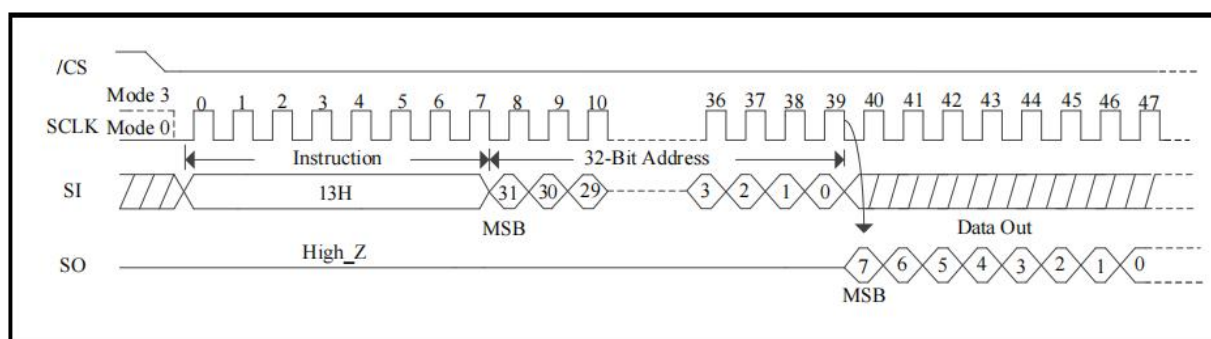 /CS
Mode 3
0 1 2 3 4 5 6 7 8 9 10 36 37 38 39 40 41 42 43 44 45 46 47
SCLK Mode 0
Instruction 32-Bit Address
SI 13H 31 30 29 3 2 1 0
MSB Data Out
High_Z
SO 7 6 5 4 3 2 1 0
MSB